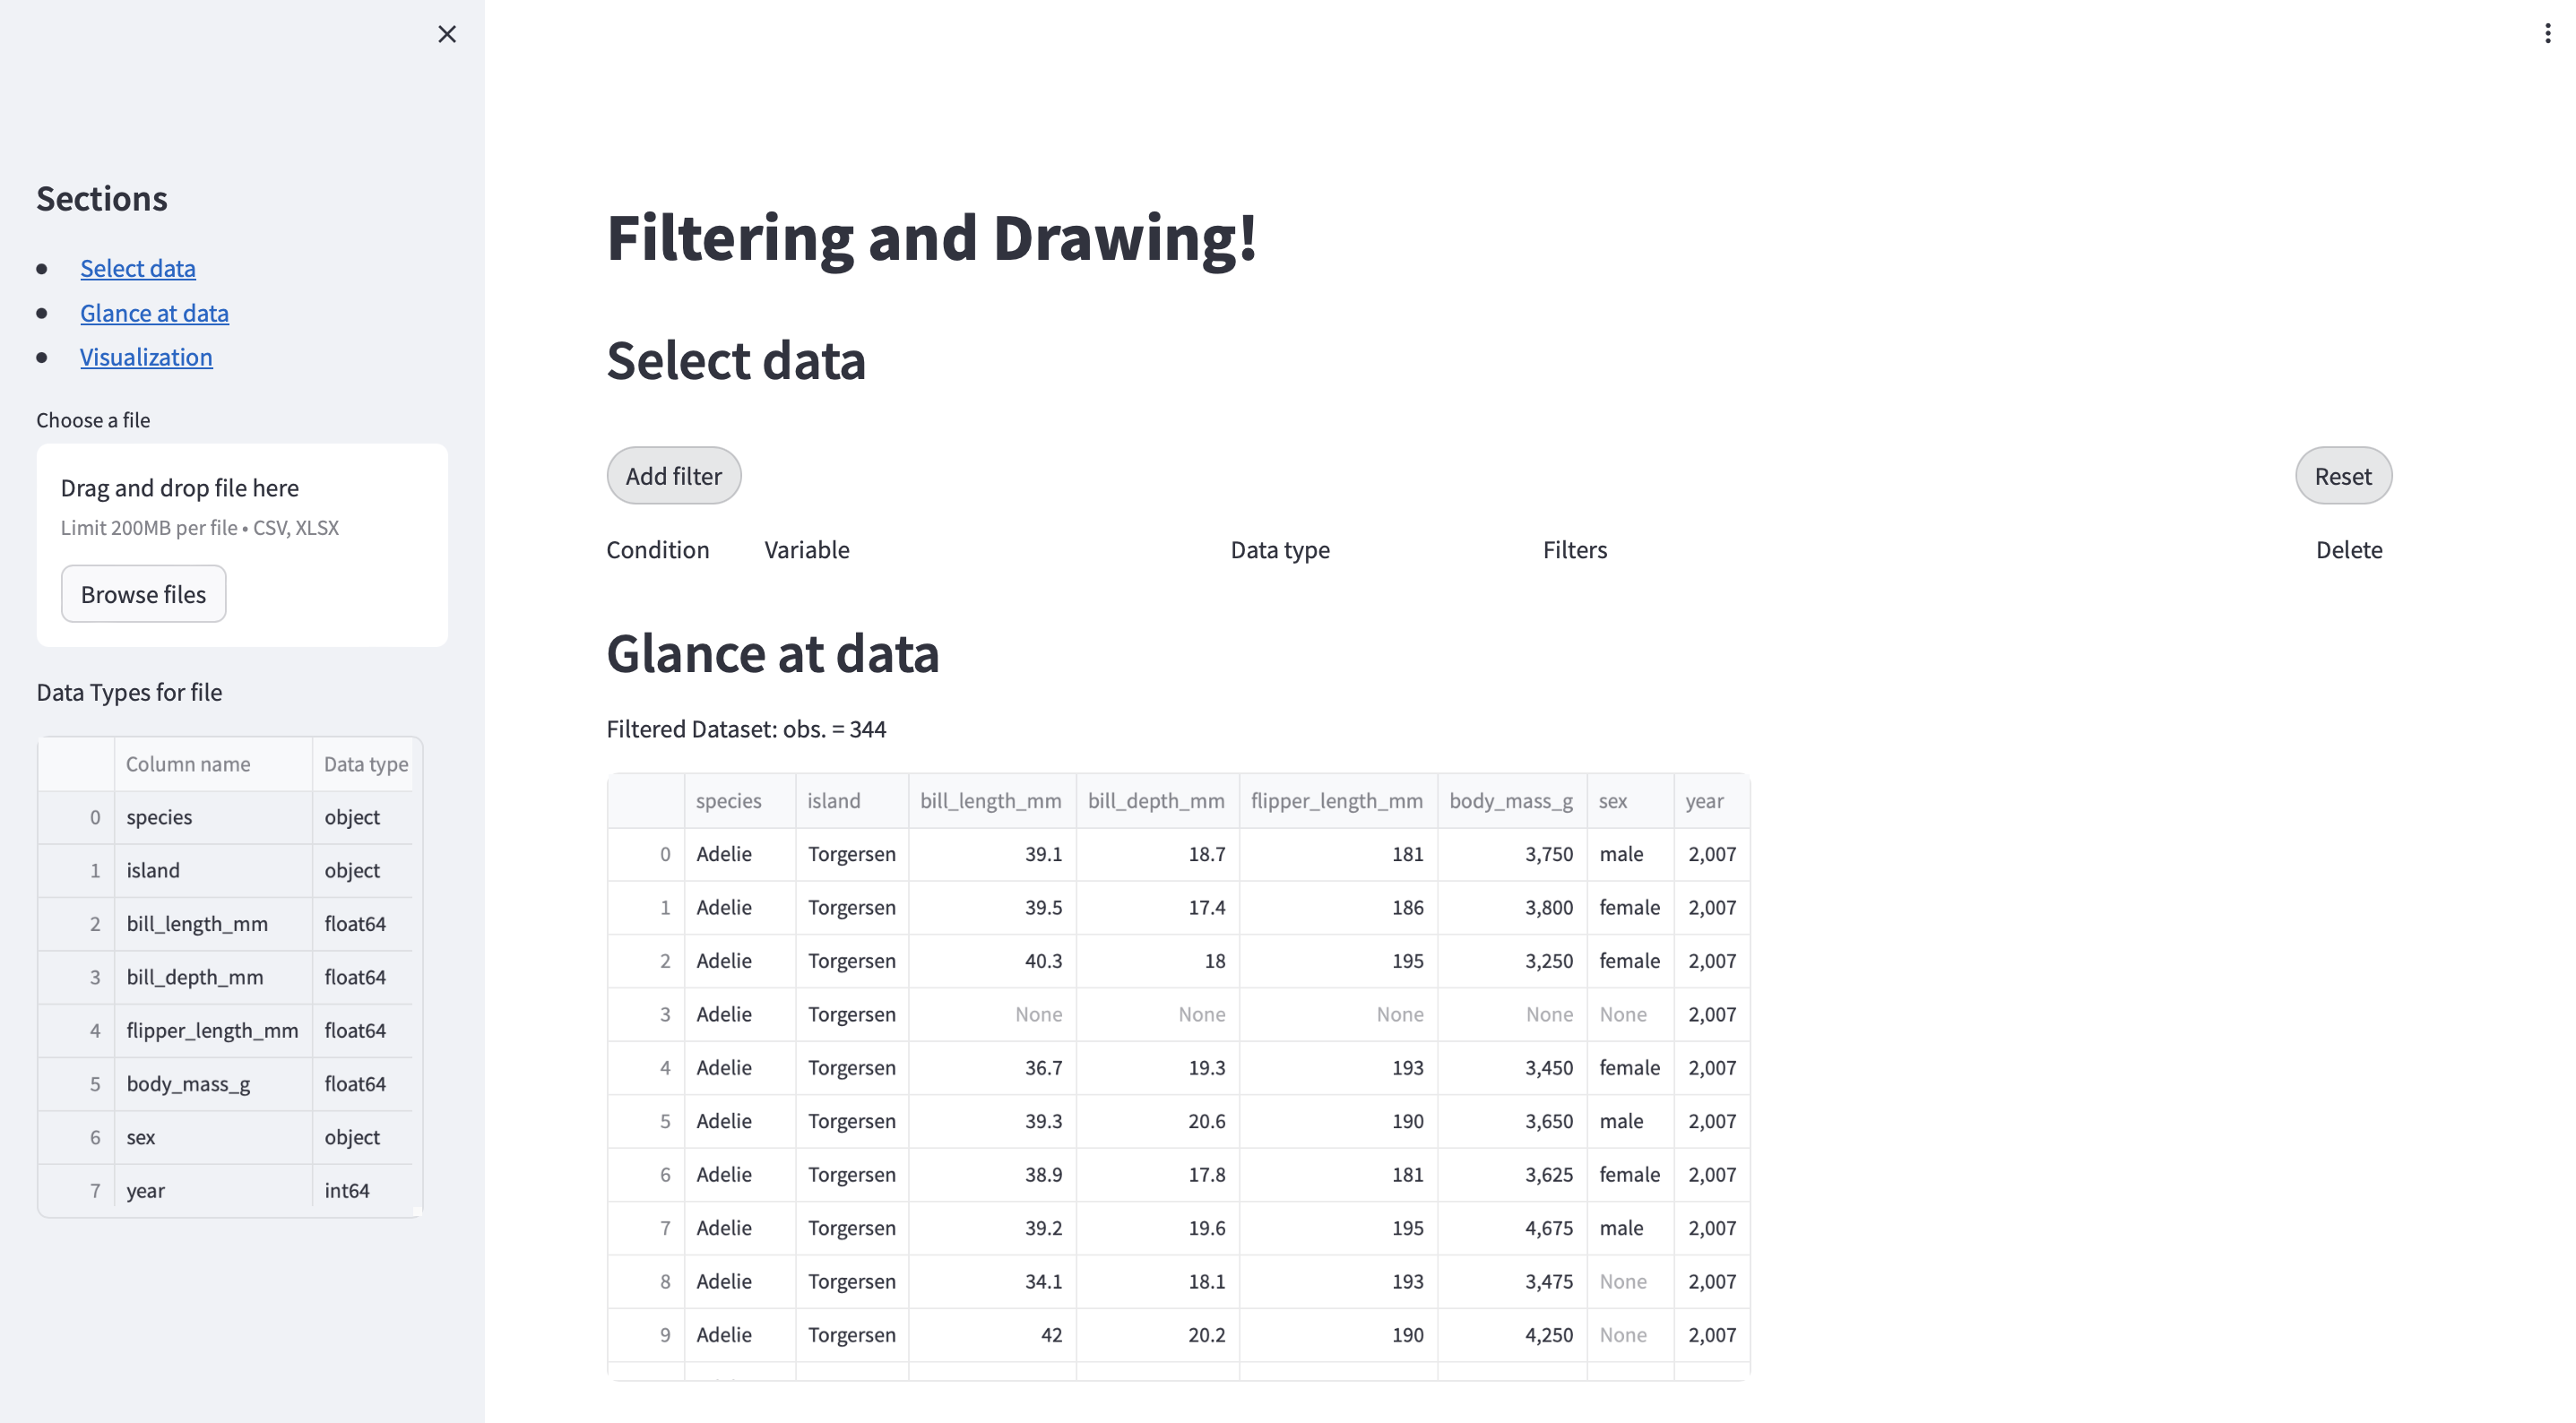 Sections
Select data
Glance at data
Visualization
Choose a file
Drag and drop file here
Limit 200MB per file • CSV, XLSX
Browse files
Data Types for file
Column name Data type
0 species object
1 island object
2 bill_length_mm float64
3 bill_depth_mm float64
4 flipper_length_mm float64
5 body_mass_g float64
6 sex object
7 year int64
Filtering and Drawing!
Select data
Add filter Reset
Condition Variable Data type Filters Delete
Glance at data
Filtered Dataset: obs. = 344
species island bill_length_mm bill_depth_mm flipper_length_mm body_mass_g sex year
0 Adelie Torgersen 39.1 18.7 181 3,750 male 2,007
1 Adelie Torgersen 39.5 17.4 186 3,800 female 2,007
2 Adelie Torgersen 40.3 18 195 3,250 female 2,007
3 Adelie Torgersen None None None None None 2,007
4 Adelie Torgersen 36.7 19.3 193 3,450 female 2,007
5 Adelie Torgersen 39.3 20.6 190 3,650 male 2,007
6 Adelie Torgersen 38.9 17.8 181 3,625 female 2,007
7 Adelie Torgersen 39.2 19.6 195 4,675 male 2,007
8 Adelie Torgersen 34.1 18.1 193 3,475 None 2,007
9 Adelie Torgersen 42 20.2 190 4,250 None 2,007